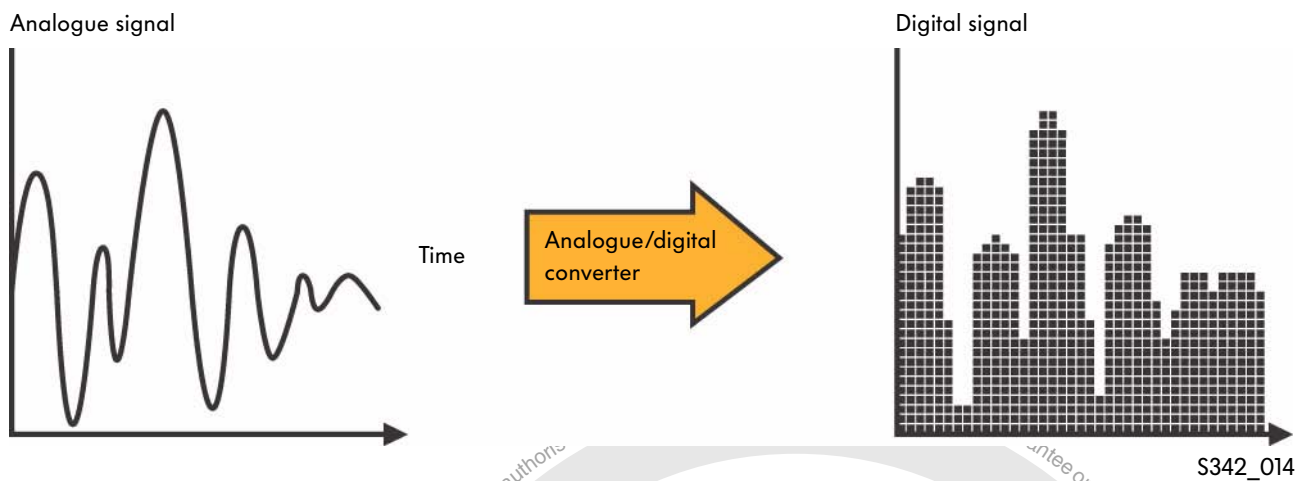 Analogue signal
Digital signal
Time
Analogue/digital
converter
S342_014